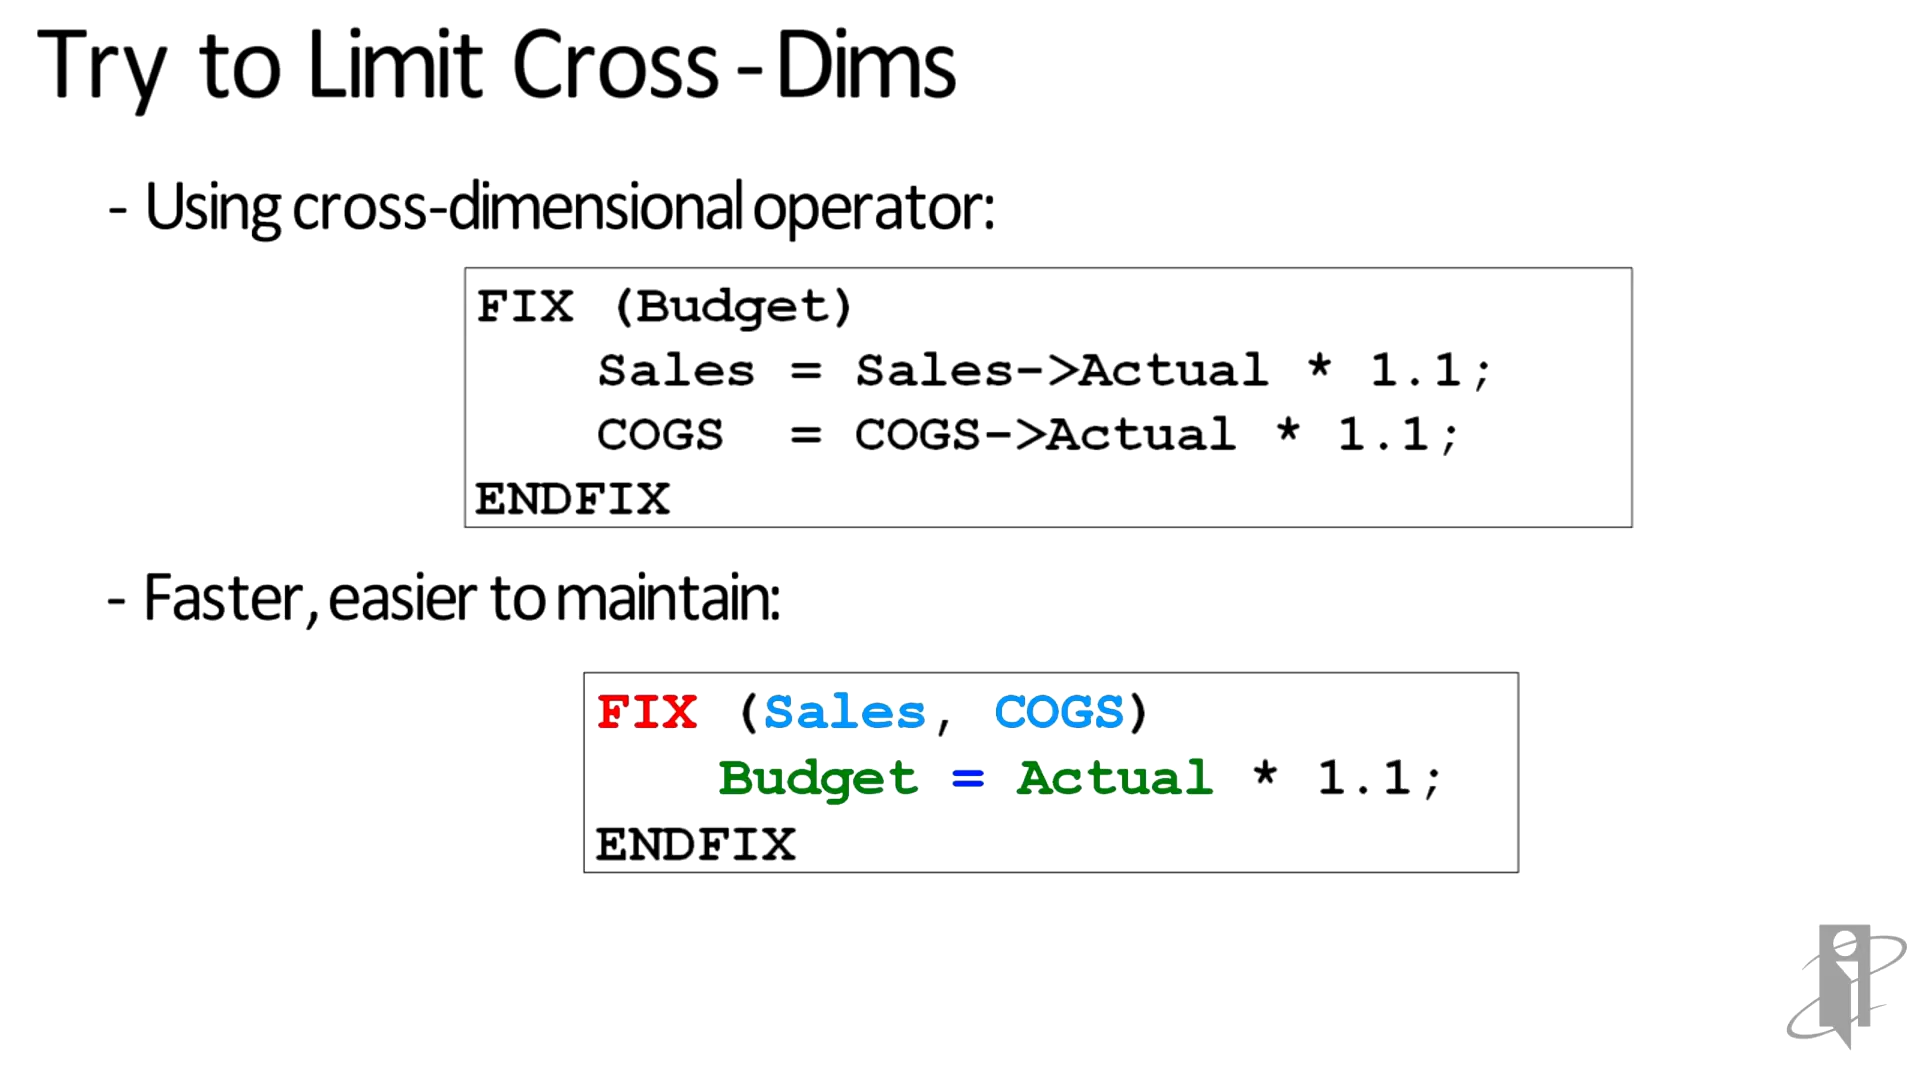 Try to Limit Cross-Dims
- Using cross-dimensional operator:
FIX (Budget)
Sales = Sales->Actual * 1.1;
COGS = COGS->Actual * 1.1;
ENDFIX
- Faster, easier to maintain:
FIX (Sales, COGS)
Budget = Actual * 1.1;
ENDFIX